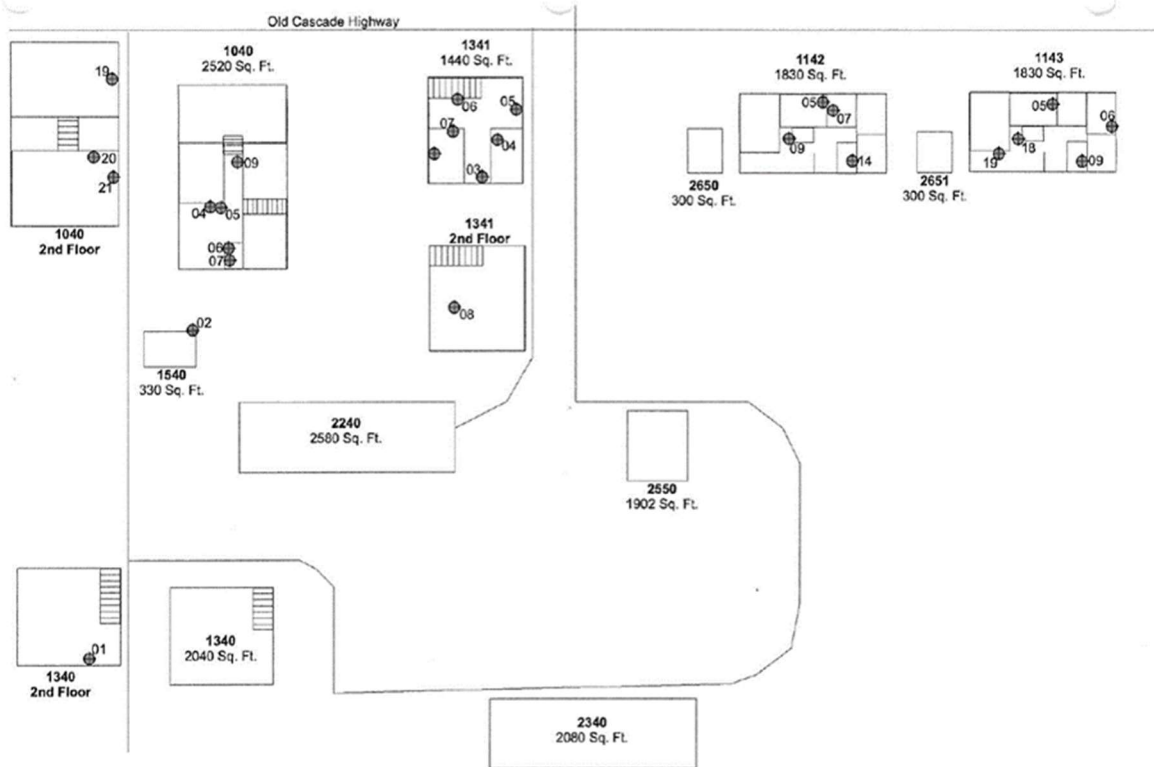 Old Cascade Highway
1040
2520 Sq. Ft.
1341
1440 Sq. Ft.
1142
1830 Sq. Ft.
1143
1830 Sq. Ft.
19
20
21
1040
2nd Floor
09
04
05
06
07
06
05
07
04
03
1341
2nd Floor
08
05
07
09
14
2650
300 Sq. Ft.
05
06
18
19
09
2651
300 Sq. Ft.
02
1540
330 Sq. Ft.
2240
2580 Sq. Ft.
2550
1902 Sq. Ft.
01
1340
2nd Floor
1340
2040 Sq. Ft.
2340
2080 Sq. Ft.